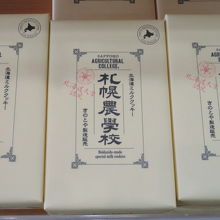 SAPPORO
AGRICULTURAL
COLLEGE
札幌農學校
Hokkaido-made
special milk cookies
北海道ミルククッキー
きのとや製造販売